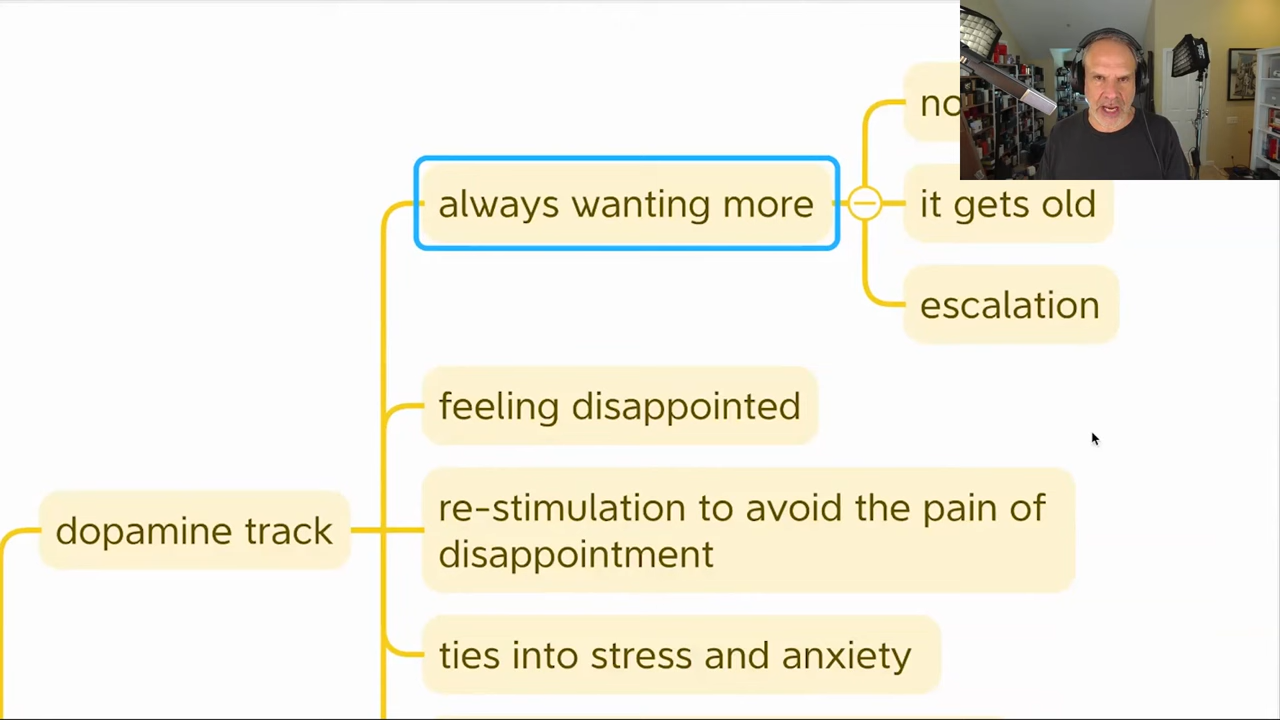 always wanting more
it gets old
escalation
feeling disappointed
dopamine track
re-stimulation to avoid the pain of
disappointment
ties into stress and anxiety